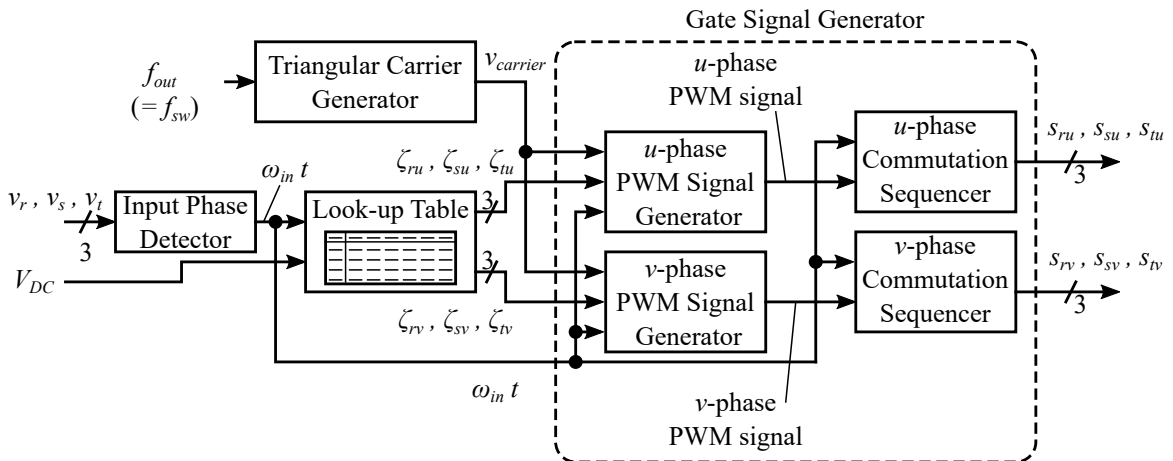 Gate Signal Generator
f_out
(= f_sw)
Triangular Carrier
Generator
v_carrier
u-phase
PWM signal
v_r , v_s , v_t
3
Input Phase
Detector
ω_in t
V_DC
Look-up Table
ζ_ru , ζ_su , ζ_tu
3
3
ζ_rv , ζ_sv , ζ_tv
u-phase
PWM Signal
Generator
v-phase
PWM Signal
Generator
u-phase
Commutation
Sequencer
v-phase
Commutation
Sequencer
s_ru , s_su , s_tu
3
s_rv , s_sv , s_tv
3
ω_in t
v-phase
PWM signal